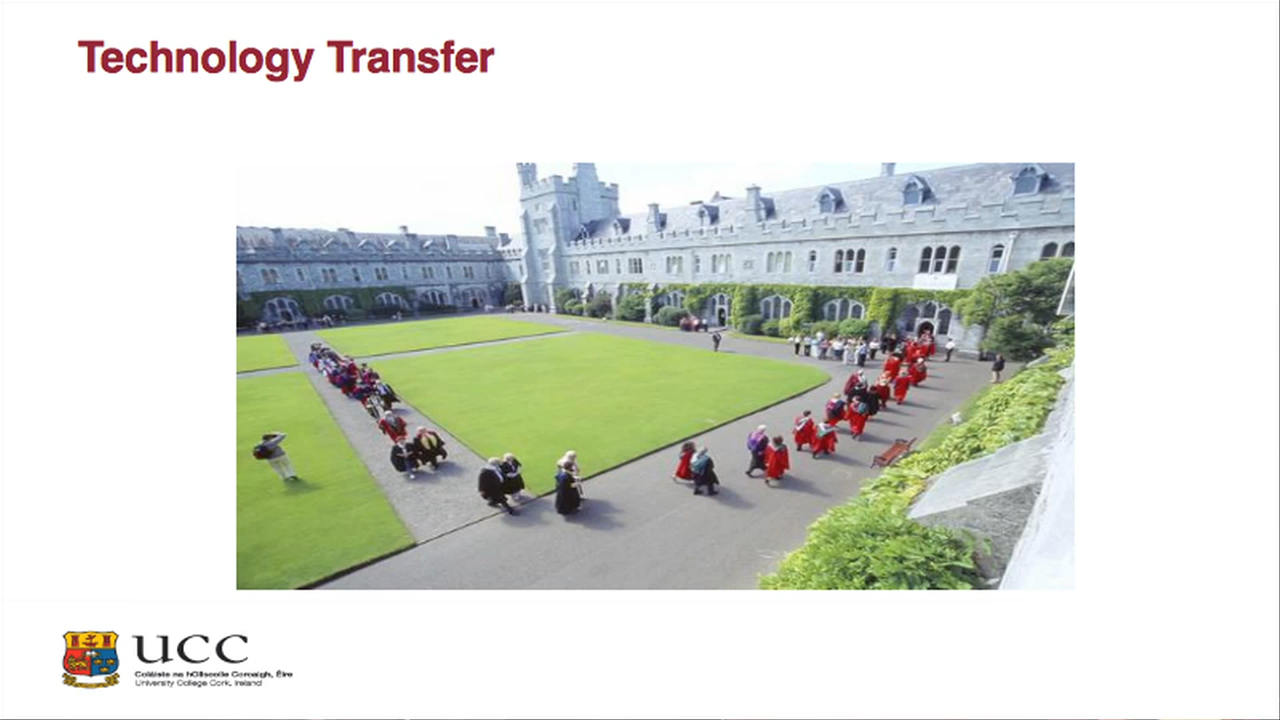 Technology Transfer
UCC
Coláiste na hOllscoile Corcaigh, Éire
University College Cork, Ireland